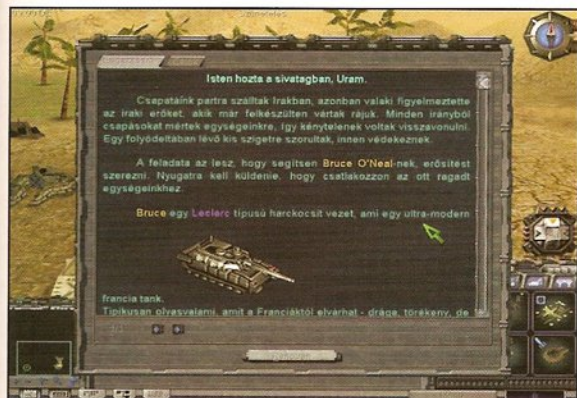 Isten hozta a sivatagban, Uram.
Csapataink partra szálltak Irakban, azonban valaki figyelmeztette
az iraki erőket, akik már felkészülten vártak rájuk. Minden irányból
csapásokat mértek egységeinkre, így kénytelenek voltak visszavonulni.
Egy folyódeltában lévő kis szigetre szorultak, innen védekeznek.
A feladata az lesz, hogy segítsen Bruce O'Neal-nek, erősítést
szerezni. Nyugatra kell küldenie, hogy csatlakozzon az ott ragadt
egységeinkhez.
Bruce egy Leclerc típusú harckocsit vezet, ami egy ultra-modern
francia tank.
Tipikusan olyasvalami, amit a Franciáktól elvárhat - drága, törékeny, de